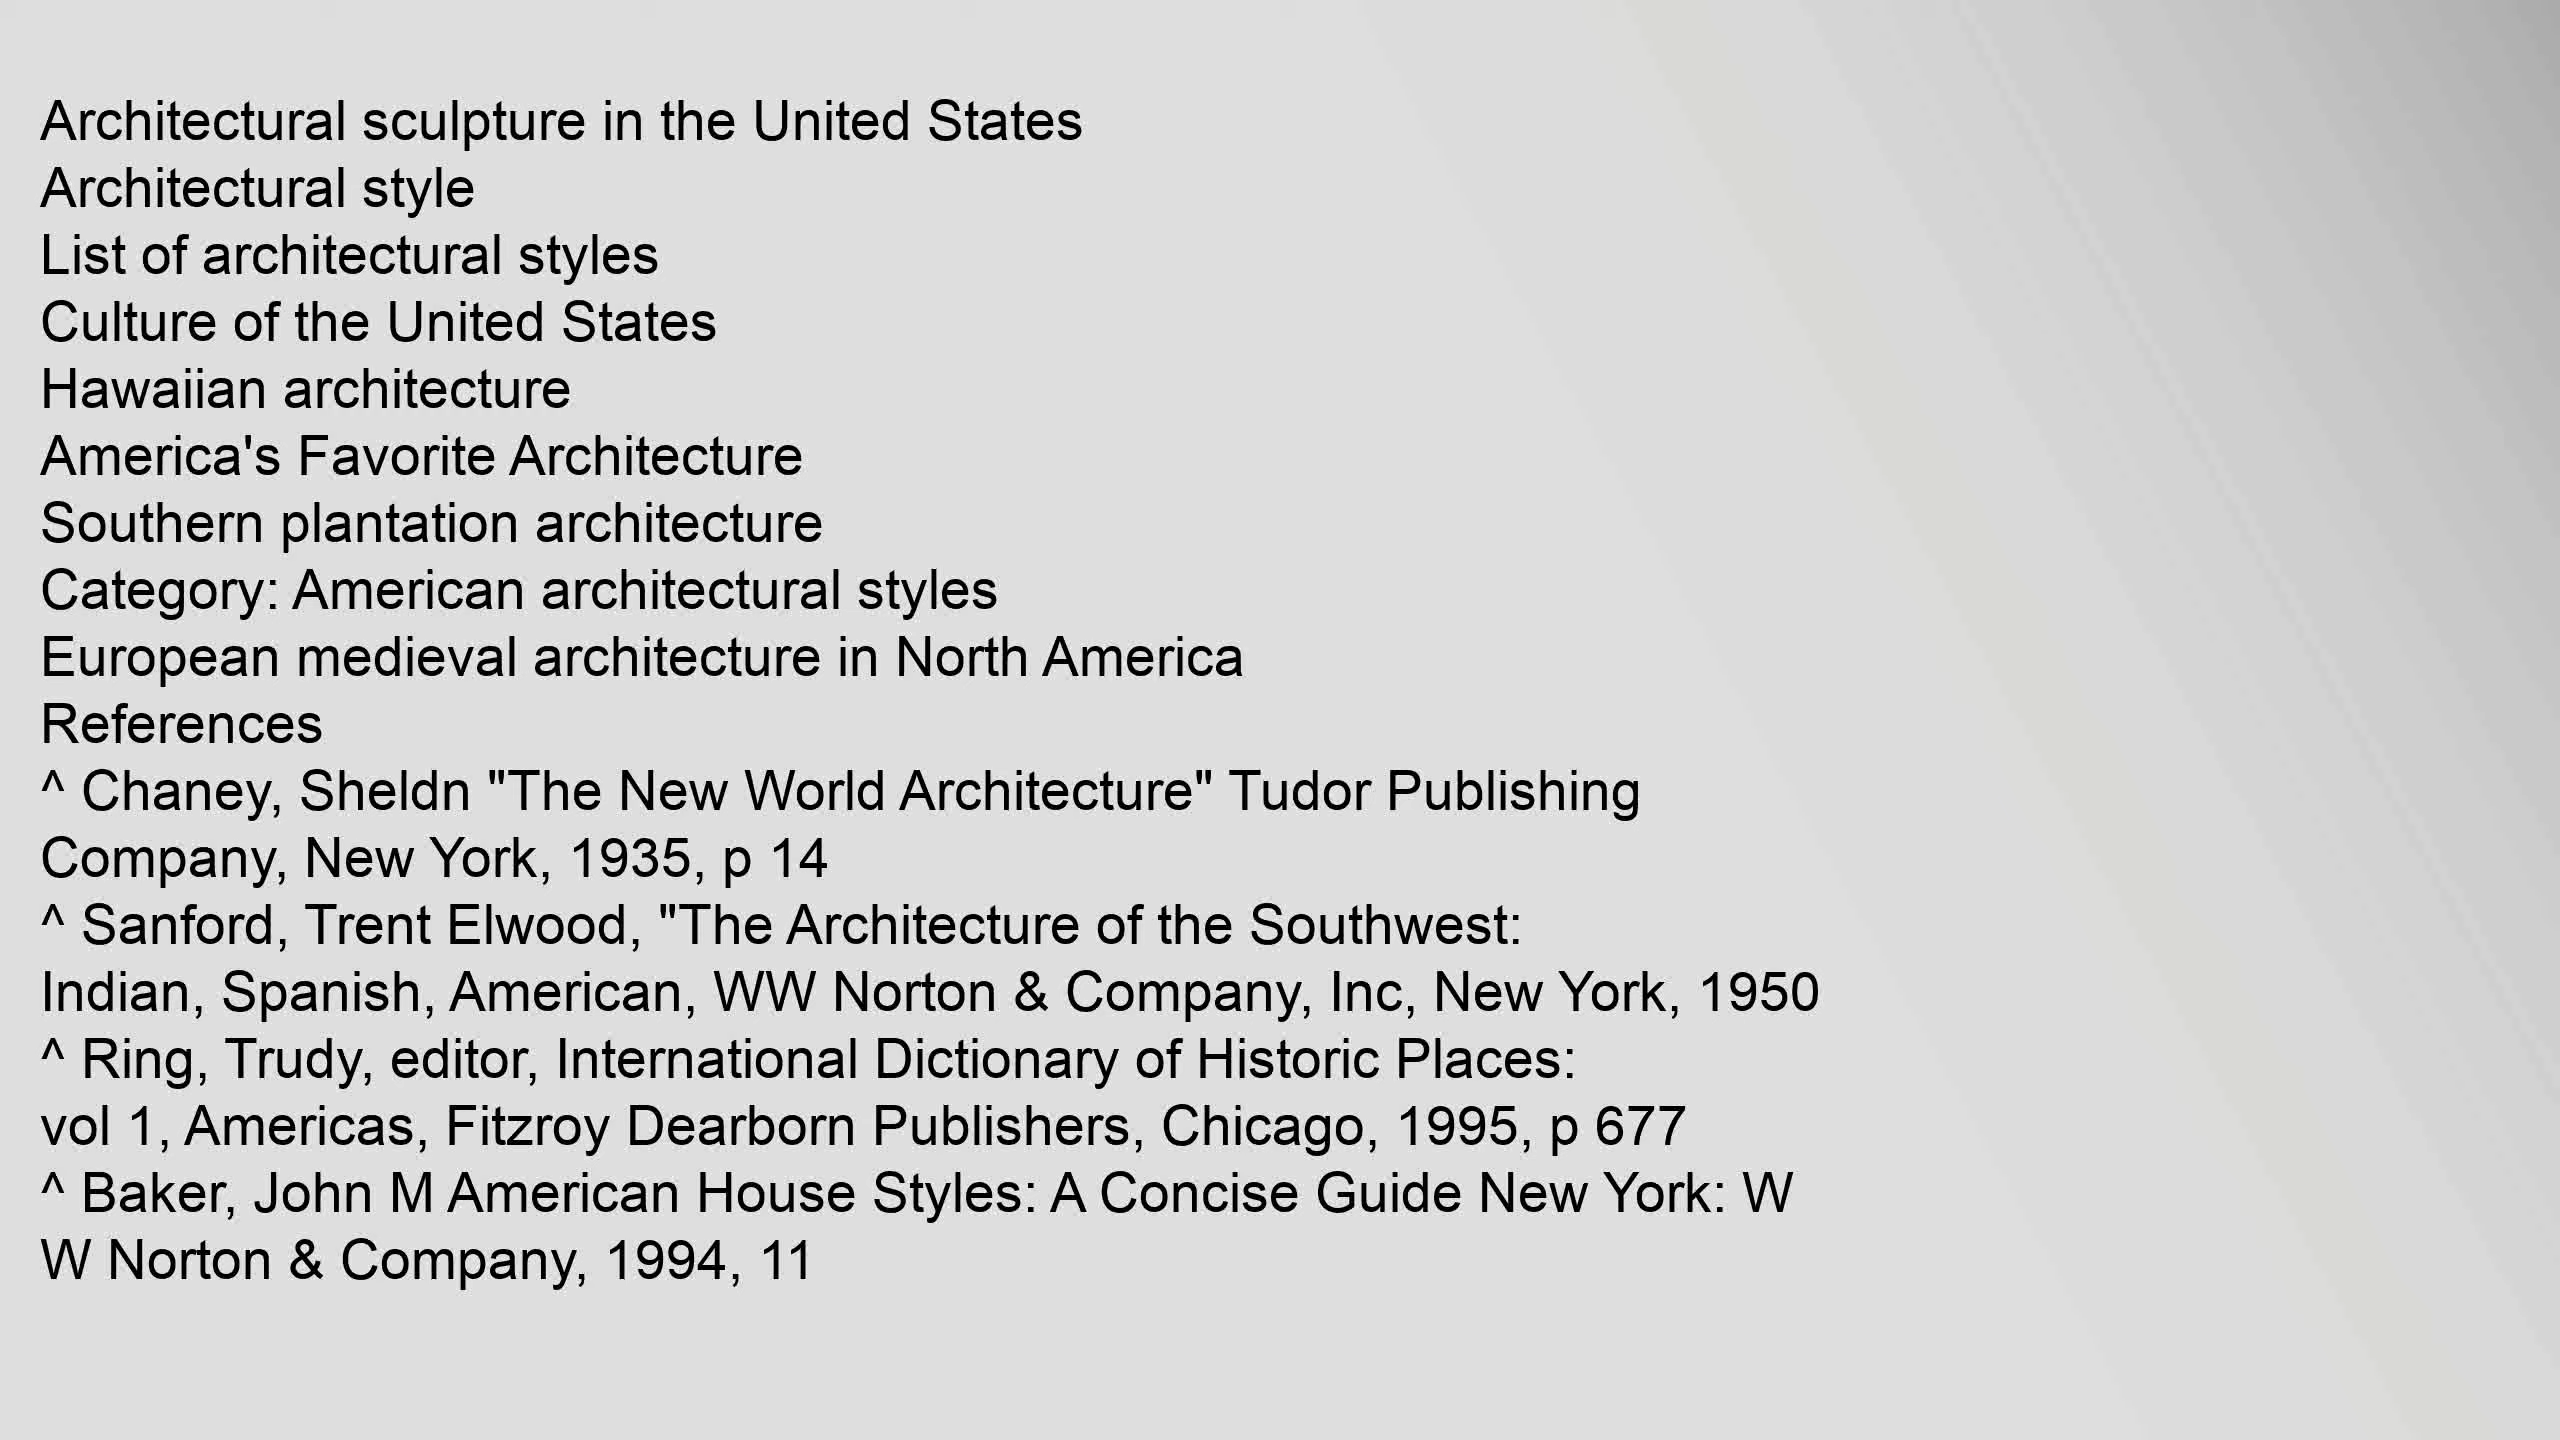 Architectural sculpture in the United States
Architectural style
List of architectural styles
Culture of the United States
Hawaiian architecture
America's Favorite Architecture
Southern plantation architecture
Category: American architectural styles
European medieval architecture in North America
References
^ Chaney, Sheldn "The New World Architecture" Tudor Publishing
Company, New York, 1935, p 14
^ Sanford, Trent Elwood, "The Architecture of the Southwest:
Indian, Spanish, American, WW Norton & Company, Inc, New York, 1950
^ Ring, Trudy, editor, International Dictionary of Historic Places:
vol 1, Americas, Fitzroy Dearborn Publishers, Chicago, 1995, p 677
^ Baker, John M American House Styles: A Concise Guide New York: W
W Norton & Company, 1994, 11